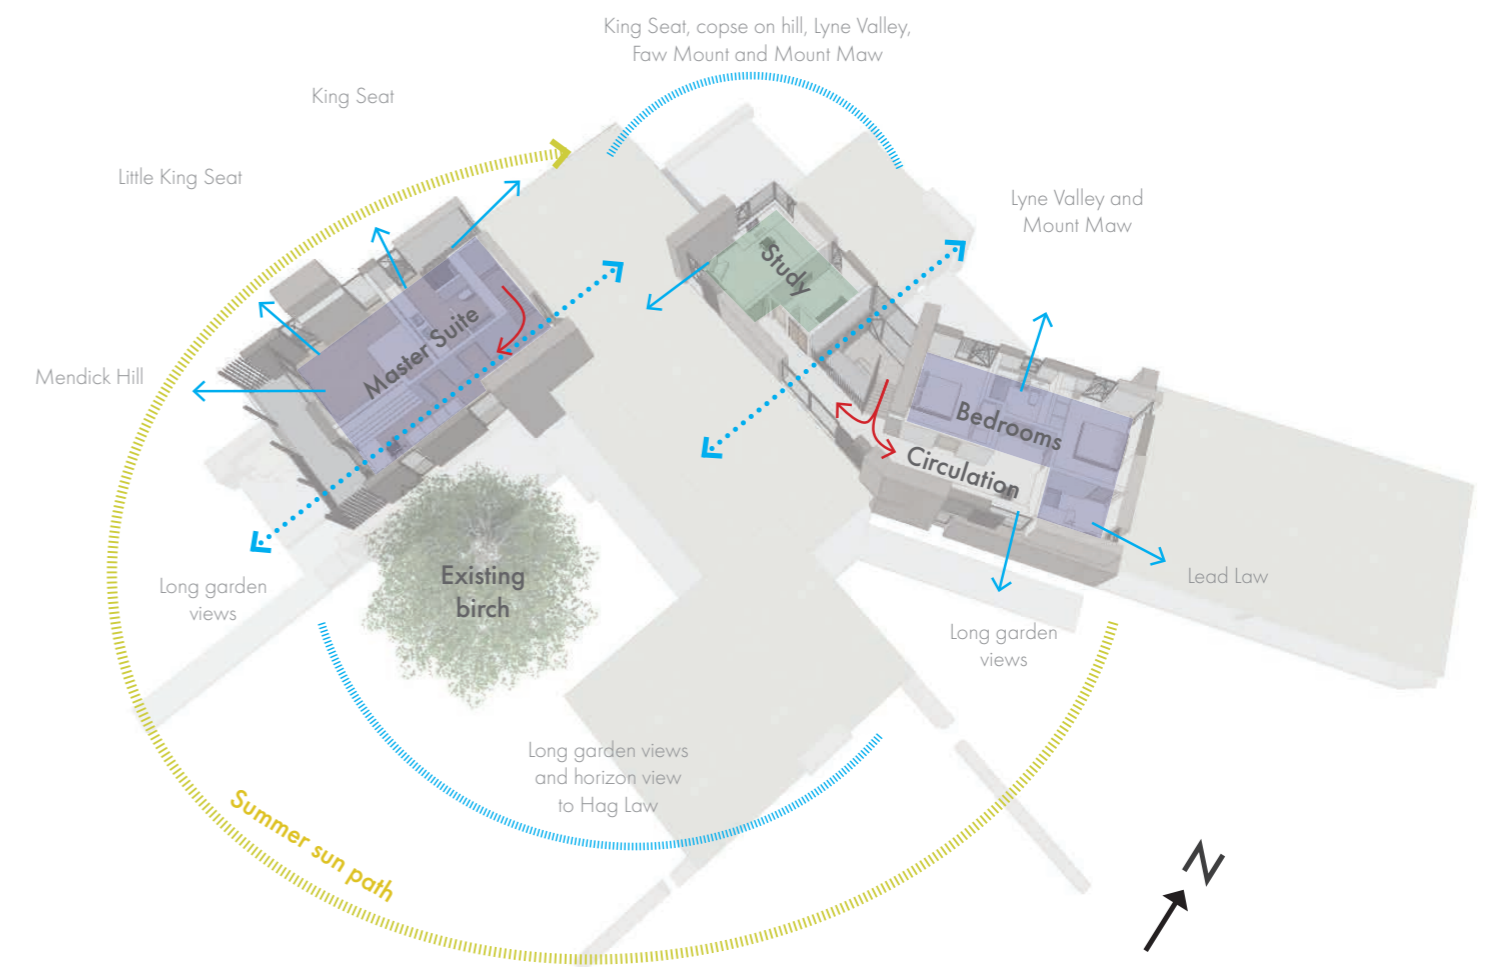 King Seat, copse on hill, Lyne Valley,
Faw Mount and Mount Maw
King Seat
Little King Seat
Lyne Valley and
Mount Maw
Study
Master Suite
Mendick Hill
Bedrooms
Circulation
Existing
birch
Long garden
views
Lead Law
Long garden
views
Long garden views
and horizon view
to Hag Law
Summer sun path
N